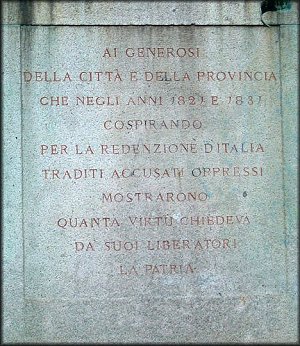 AI GENEROSI
DELLA CITTÀ E DELLA PROVINCIA
CHE NEGLI ANNI 1821 E 1831
COSPIRANDO
PER LA REDENZIONE D'ITALIA
TRADITI ACCUSATI OPPRESSI
MOSTRARONO
QUANTA VIRTÙ CHIEDEVA
DA SUOI LIBERATORI
LA PATRIA